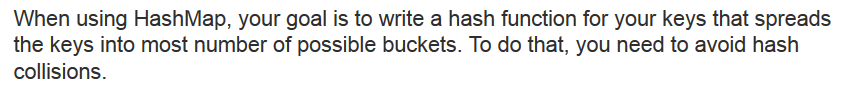 When using HashMap, your goal is to write a hash function for your keys that spreads
the keys into most number of possible buckets. To do that, you need to avoid hash
collisions.